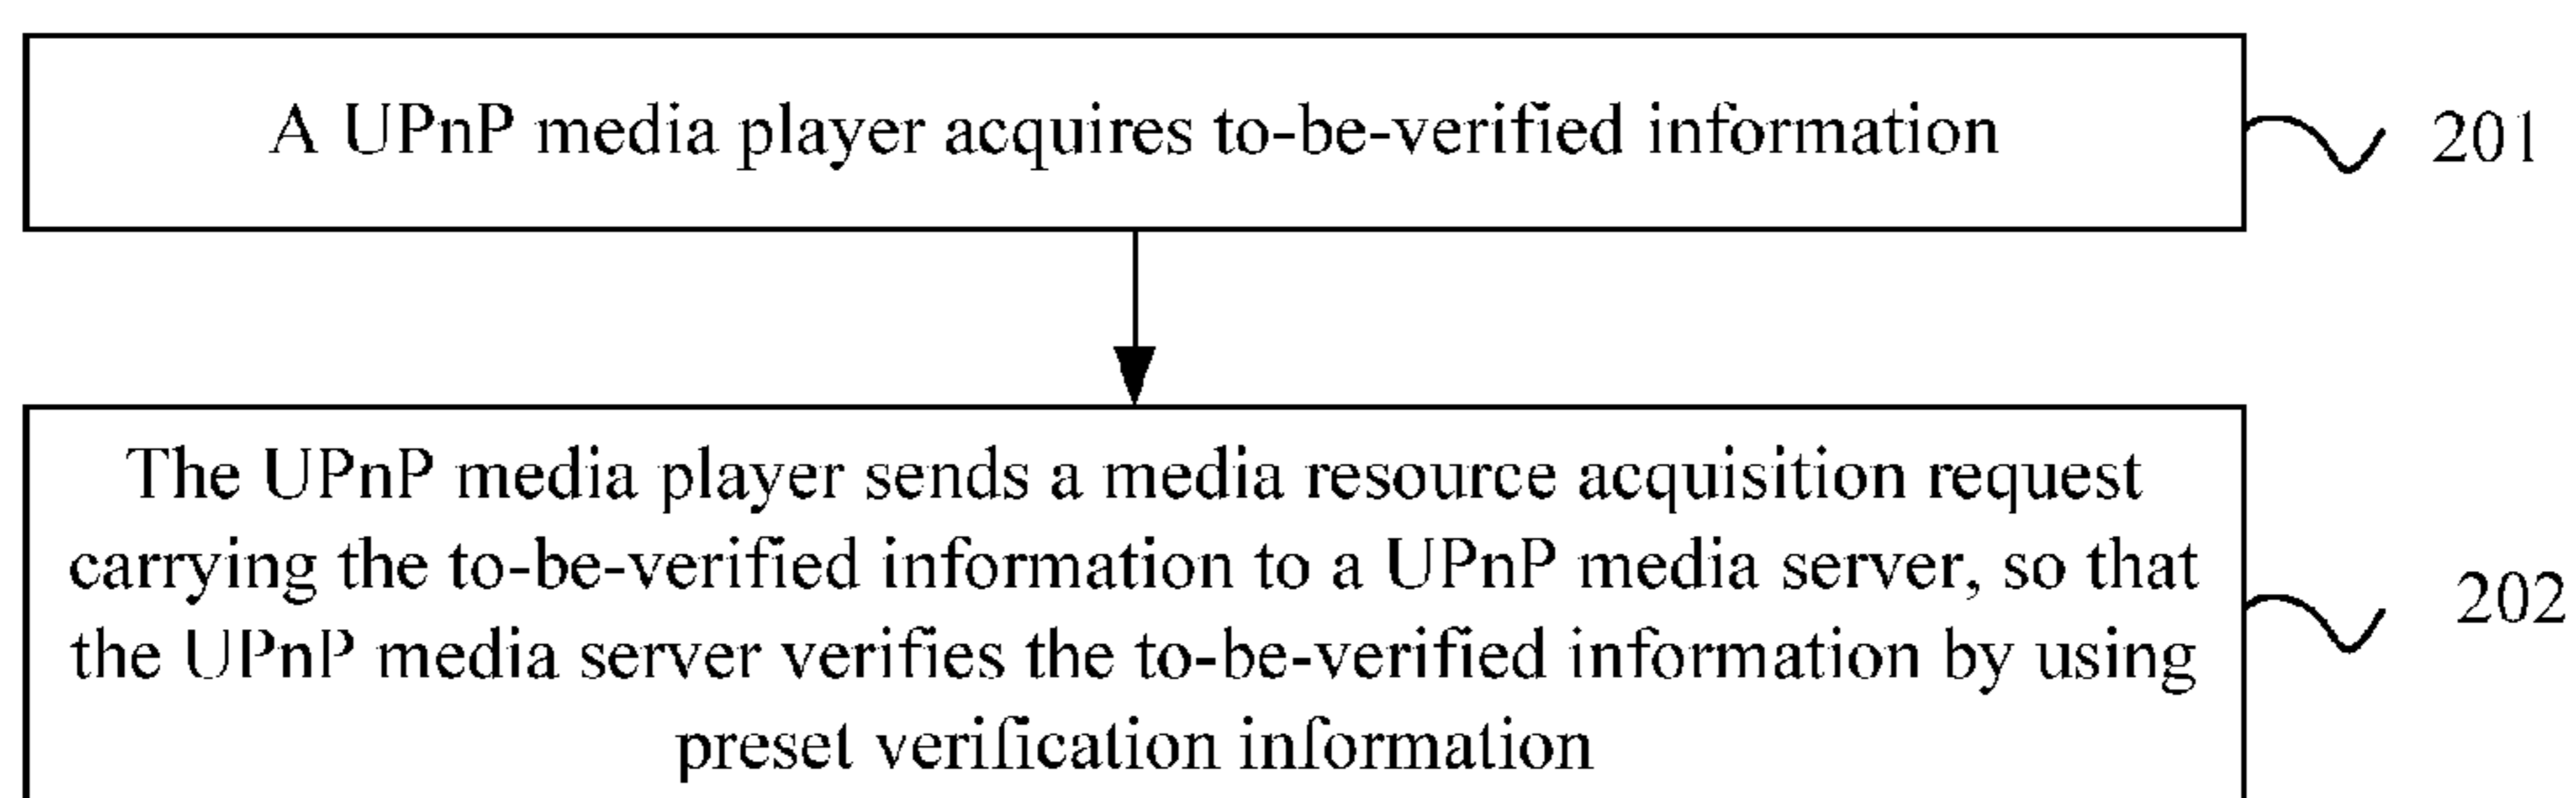 A UPnP media player acquires to-be-verified information
201
The UPnP media player sends a media resource acquisition request
carrying the to-be-verified information to a UPnP media server, so that
the UPnP media server verifies the to-be-verified information by using
preset verification information
202